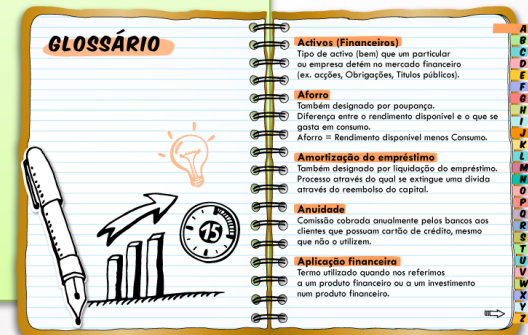 GLOSSÁRIO
15
Activos (Financeiros)
Tipo de activo (bem) que um particular
ou empresa detém no mercado financeiro
(ex. acções, Obrigações, Títulos públicos).
Aforro
Também designado por poupança.
Diferença entre o rendimento disponível e o que se
gasta em consumo.
Aforro = Rendimento disponível menos Consumo.
Amortização do empréstimo
Também designado por liquidação do empréstimo.
Processo através do qual se extingue uma dívida
através do reembolso do capital.
Anuidade
Comissão cobrada anualmente pelos bancos aos
clientes que possuam cartão de crédito, mesmo
que não o utilizem.
Aplicação financeira
Termo utilizado quando nos referimos
a um produto financeiro ou a um investimento
num produto financeiro.
A
B
C
D
E
F
G
H
I
J
K
L
M
N
O
P
Q
R
S
T
U
V
W
X
Y
Z